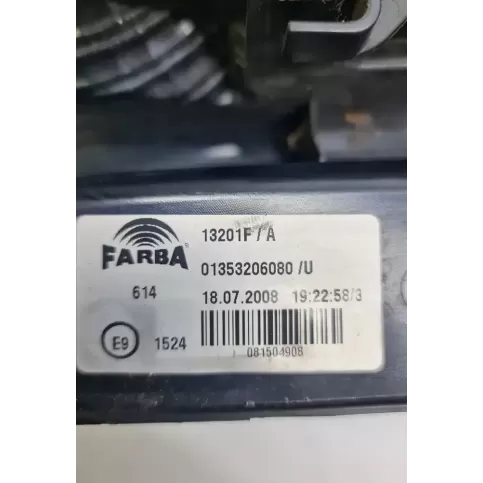 13201F / A
FARBA
01353206080 /U
614
18.07.2008 19:22:58/3
E9
1524
081504908